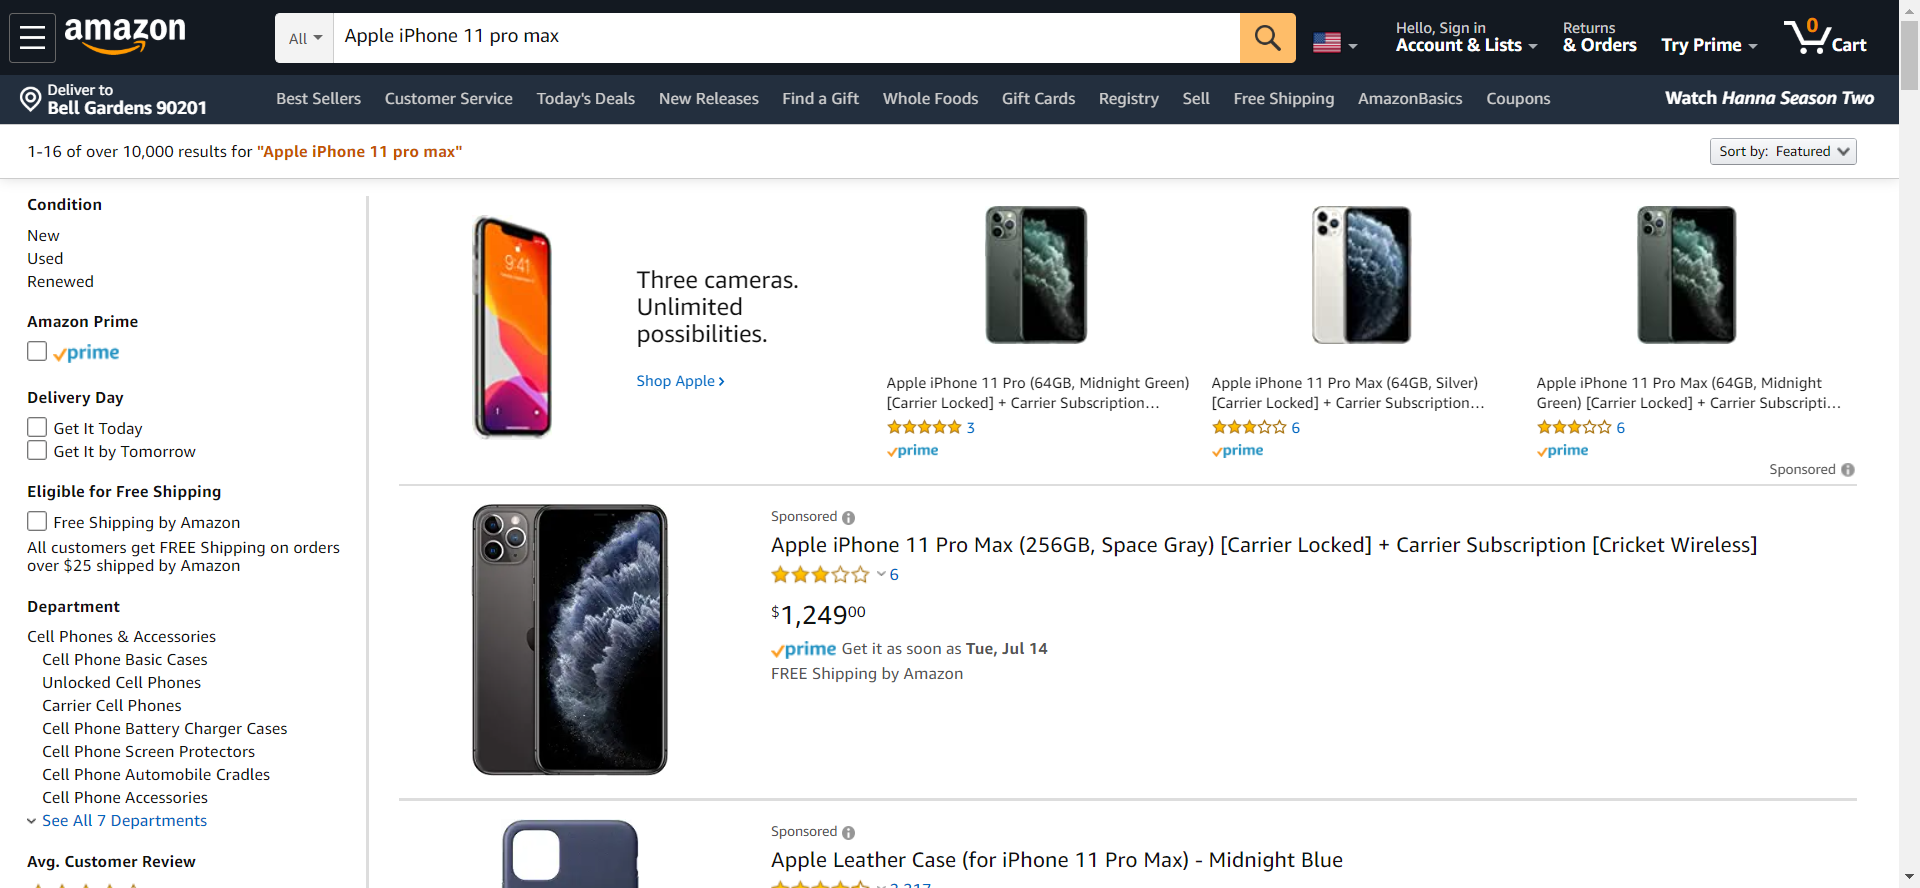 amazon
All
Apple iPhone 11 pro max
Hello, Sign in
Account & Lists
Returns
& Orders
Try Prime
0
Cart
Deliver to
Bell Gardens 90201
Best Sellers
Customer Service
Today's Deals
New Releases
Find a Gift
Whole Foods
Gift Cards
Registry
Sell
Free Shipping
AmazonBasics
Coupons
Watch Hanna Season Two
1-16 of over 10,000 results for "Apple iPhone 11 pro max"
Sort by: Featured
Condition
New
Used
Renewed
Amazon Prime
prime
Delivery Day
Get It Today
Get It by Tomorrow
Eligible for Free Shipping
Free Shipping by Amazon
All customers get FREE Shipping on orders
over $25 shipped by Amazon
Department
Cell Phones & Accessories
Cell Phone Basic Cases
Unlocked Cell Phones
Carrier Cell Phones
Cell Phone Battery Charger Cases
Cell Phone Screen Protectors
Cell Phone Automobile Cradles
Cell Phone Accessories
See All 7 Departments
Avg. Customer Review
9:41
Three cameras.
Unlimited
possibilities.
Shop Apple ›
Apple iPhone 11 Pro (64GB, Midnight Green)
[Carrier Locked] + Carrier Subscription…
3
prime
Apple iPhone 11 Pro Max (64GB, Silver)
[Carrier Locked] + Carrier Subscription…
6
prime
Apple iPhone 11 Pro Max (64GB, Midnight
Green) [Carrier Locked] + Carrier Subscripti…
6
prime
Sponsored
Sponsored
Apple iPhone 11 Pro Max (256GB, Space Gray) [Carrier Locked] + Carrier Subscription [Cricket Wireless]
6
$1,24900
prime Get it as soon as Tue, Jul 14
FREE Shipping by Amazon
Sponsored
Apple Leather Case (for iPhone 11 Pro Max) - Midnight Blue